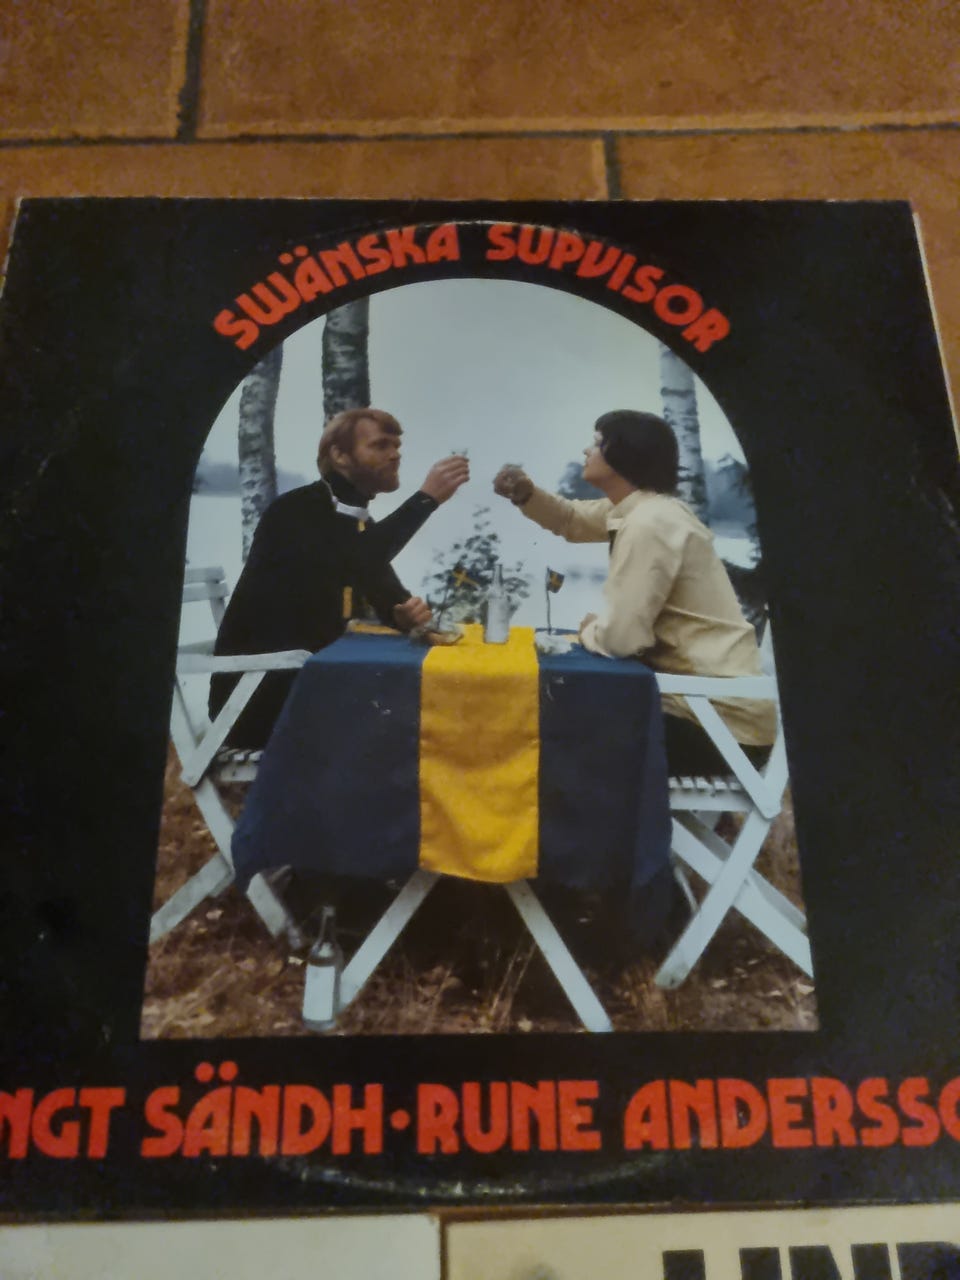 SWÄNSKA SUPVISOR
NGT SÄNDH · RUNE ANDERSSO